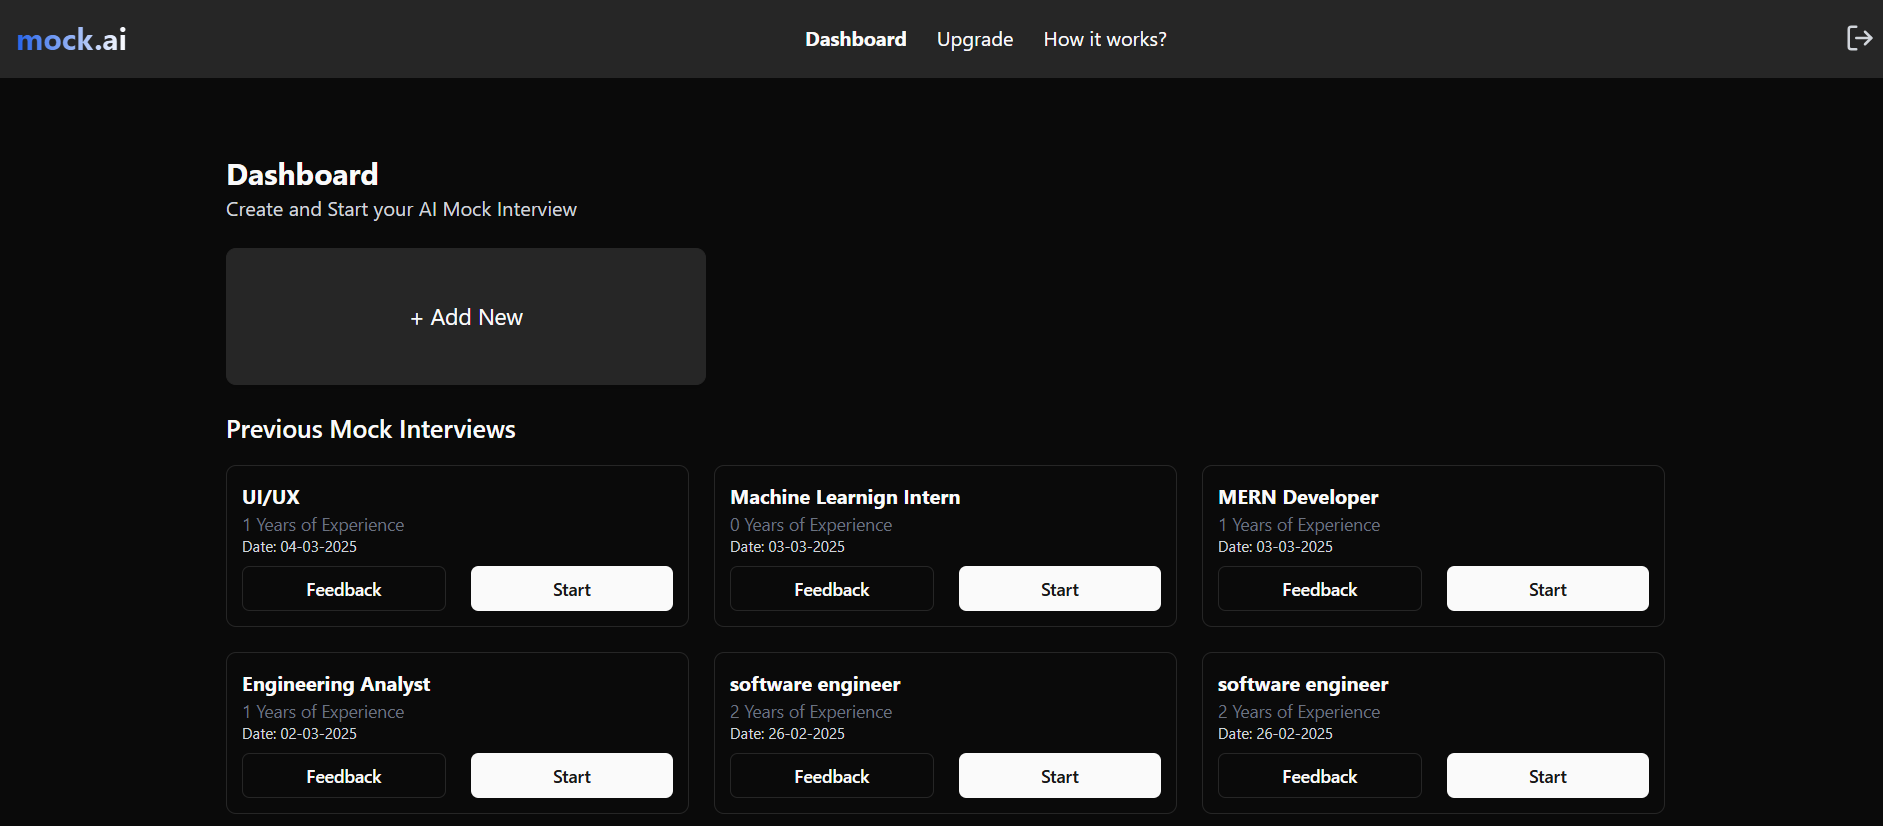 mock.ai
Dashboard Upgrade How it works?
Dashboard
Create and Start your AI Mock Interview
+ Add New
Previous Mock Interviews
UI/UX
1 Years of Experience
Date: 04-03-2025
Feedback Start
Machine Learnign Intern
0 Years of Experience
Date: 03-03-2025
Feedback Start
MERN Developer
1 Years of Experience
Date: 03-03-2025
Feedback Start
Engineering Analyst
1 Years of Experience
Date: 02-03-2025
Feedback Start
software engineer
2 Years of Experience
Date: 26-02-2025
Feedback Start
software engineer
2 Years of Experience
Date: 26-02-2025
Feedback Start